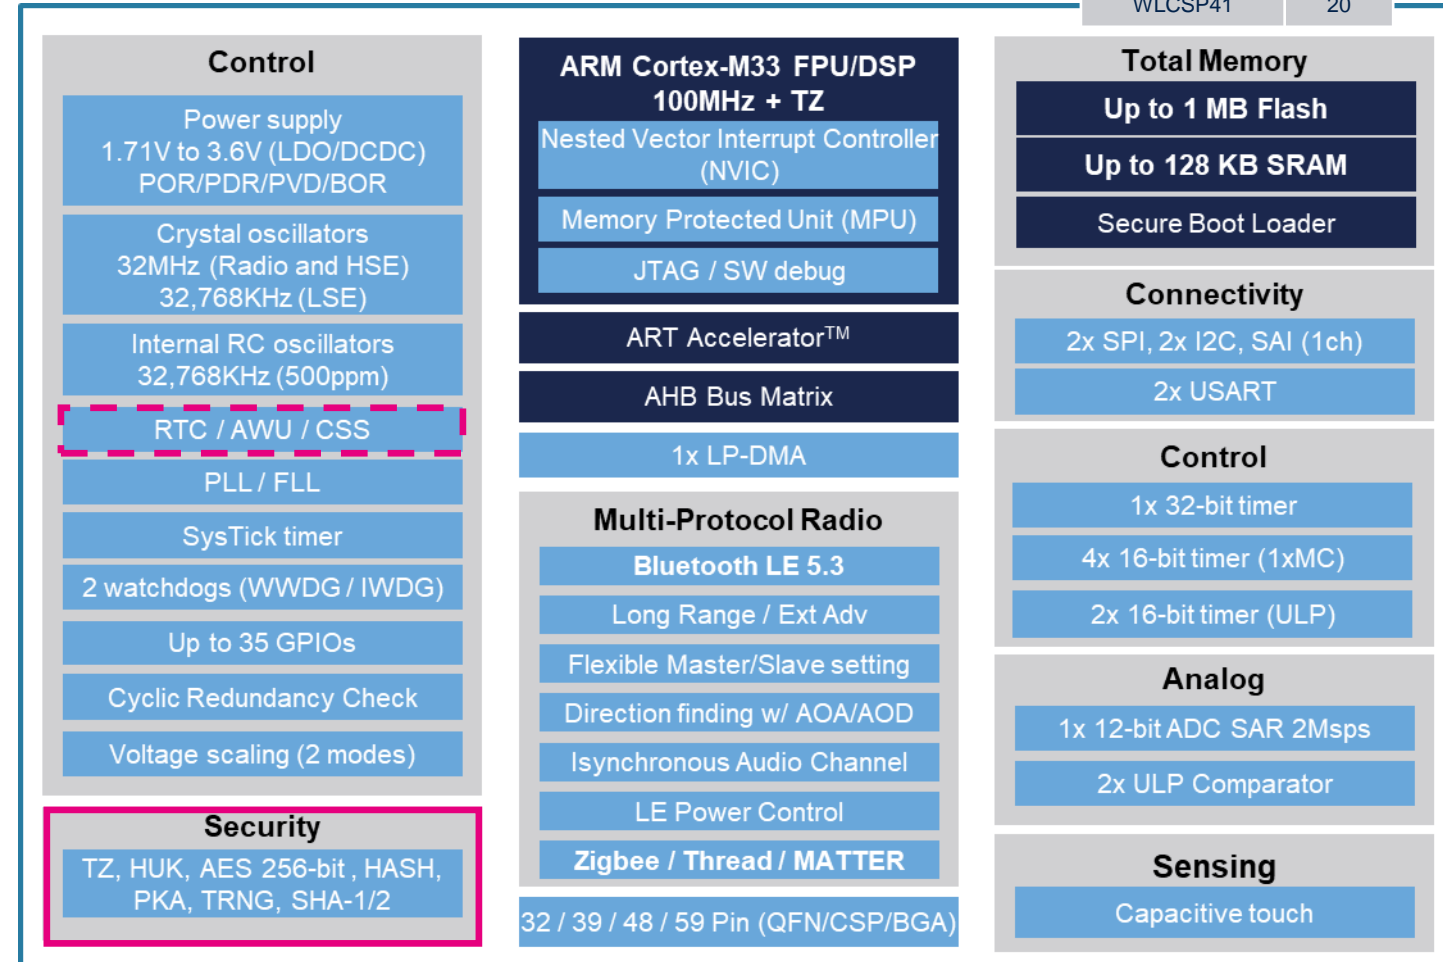 WLCSP41 20
Control
Power supply
1.71V to 3.6V (LDO/DCDC)
POR/PDR/PVD/BOR
Crystal oscillators
32MHz (Radio and HSE)
32,768KHz (LSE)
Internal RC oscillators
32,768KHz (500ppm)
RTC / AWU / CSS
PLL / FLL
SysTick timer
2 watchdogs (WWDG / IWDG)
Up to 35 GPIOs
Cyclic Redundancy Check
Voltage scaling (2 modes)
Security
TZ, HUK, AES 256-bit , HASH,
PKA, TRNG, SHA-1/2
ARM Cortex-M33 FPU/DSP
100MHz + TZ
Nested Vector Interrupt Controller
(NVIC)
Memory Protected Unit (MPU)
JTAG / SW debug
ART Accelerator™
AHB Bus Matrix
1x LP-DMA
Multi-Protocol Radio
Bluetooth LE 5.3
Long Range / Ext Adv
Flexible Master/Slave setting
Direction finding w/ AOA/AOD
Isynchronous Audio Channel
LE Power Control
Zigbee / Thread / MATTER
32 / 39 / 48 / 59 Pin (QFN/CSP/BGA)
Total Memory
Up to 1 MB Flash
Up to 128 KB SRAM
Secure Boot Loader
Connectivity
2x SPI, 2x I2C, SAI (1ch)
2x USART
Control
1x 32-bit timer
4x 16-bit timer (1xMC)
2x 16-bit timer (ULP)
Analog
1x 12-bit ADC SAR 2Msps
2x ULP Comparator
Sensing
Capacitive touch